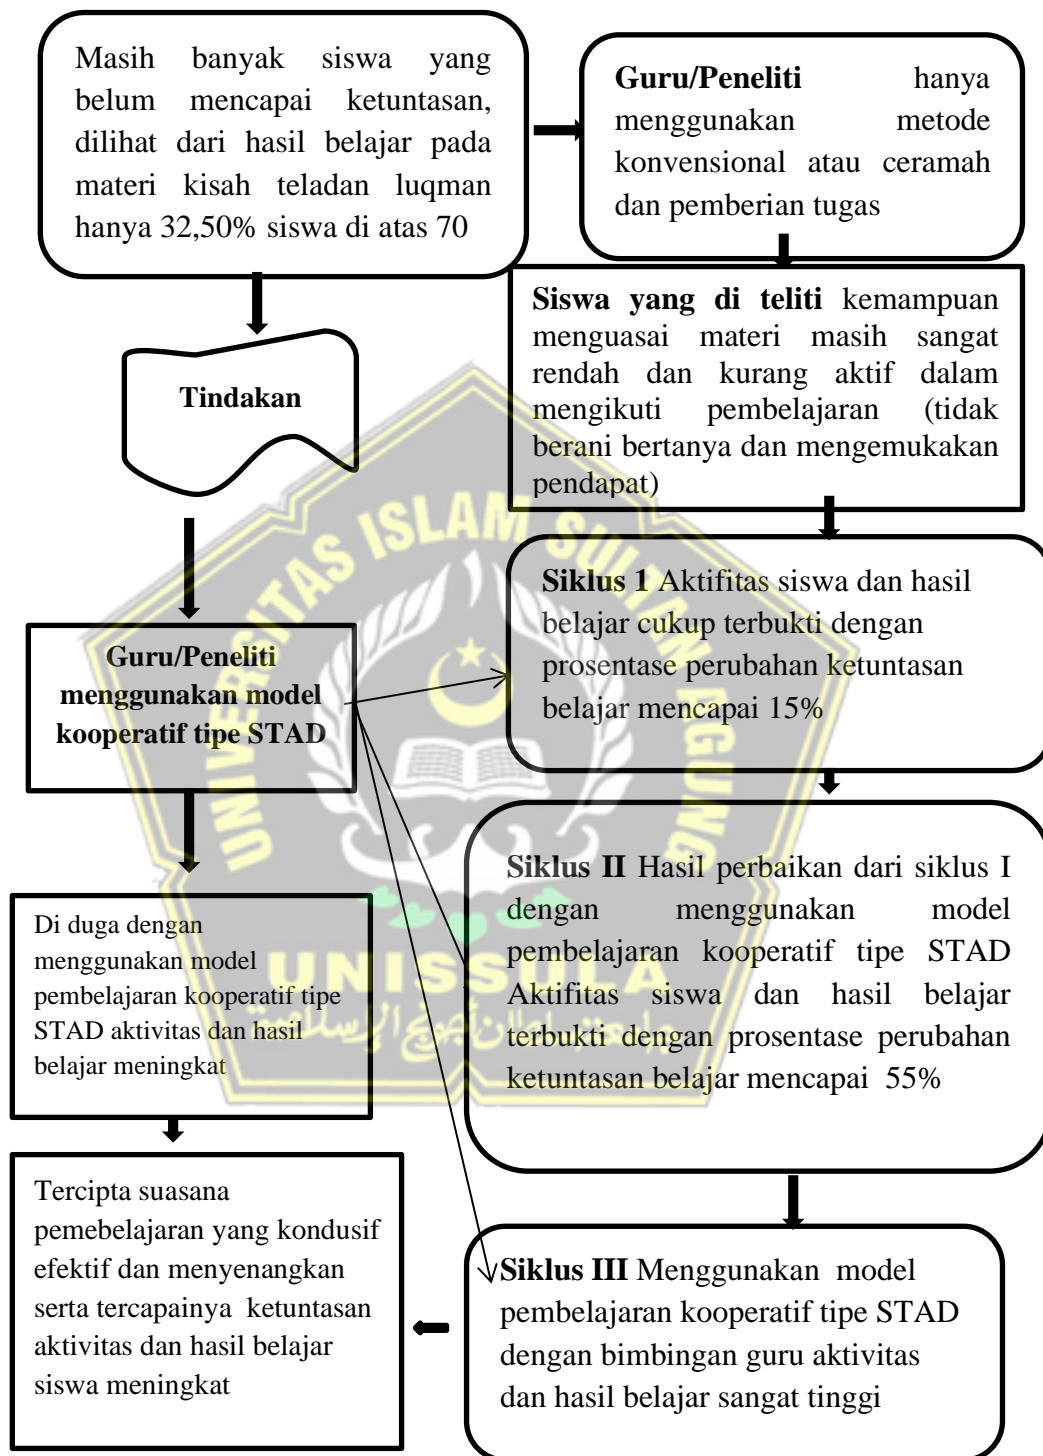 Masih banyak siswa yang
belum mencapai ketuntasan,
dilihat dari hasil belajar pada
materi kisah teladan luqman
hanya 32,50% siswa di atas 70
Guru/Peneliti hanya
menggunakan metode
konvensional atau ceramah
dan pemberian tugas
Siswa yang di teliti kemampuan
menguasai materi masih sangat
rendah dan kurang aktif dalam
mengikuti pembelajaran (tidak
berani bertanya dan mengemukakan
pendapat)
Tindakan
Guru/Peneliti
menggunakan model
kooperatif tipe STAD
Siklus 1 Aktifitas siswa dan hasil
belajar cukup terbukti dengan
prosentase perubahan ketuntasan
belajar mencapai 15%
Siklus II Hasil perbaikan dari siklus I
dengan menggunakan model
pembelajaran kooperatif tipe STAD
Aktifitas siswa dan hasil belajar
terbukti dengan prosentase perubahan
ketuntasan belajar mencapai 55%
Di duga dengan
menggunakan model
pembelajaran kooperatif tipe
STAD aktivitas dan hasil
belajar meningkat
Tercipta suasana
pemebelajaran yang kondusif
efektif dan menyenangkan
serta tercapainya ketuntasan
aktivitas dan hasil belajar
siswa meningkat
Siklus III Menggunakan model
pembelajaran kooperatif tipe STAD
dengan bimbingan guru aktivitas
dan hasil belajar sangat tinggi
UNIVERSITAS ISLAM SULTAN AGUNG
UNISSULA